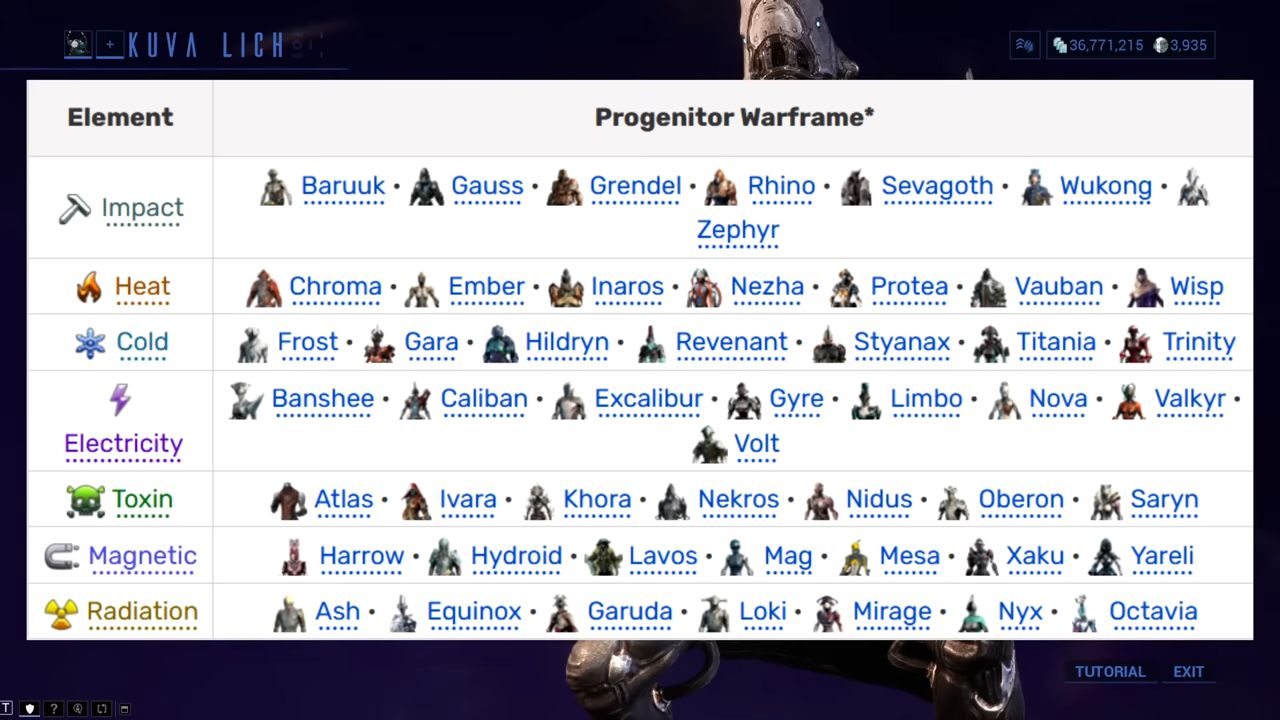 KUVA LICH
36,771,215 3,935
Element Progenitor Warframe*
Impact Baruuk • Gauss • Grendel • Rhino • Sevagoth • Wukong •
Zephyr
Heat Chroma • Ember • Inaros • Nezha • Protea • Vauban • Wisp
Cold Frost • Gara • Hildryn • Revenant • Styanax • Titania • Trinity
Electricity Banshee • Caliban • Excalibur • Gyre • Limbo • Nova • Valkyr •
Volt
Toxin Atlas • Ivara • Khora • Nekros • Nidus • Oberon • Saryn
Magnetic Harrow • Hydroid • Lavos • Mag • Mesa • Xaku • Yareli
Radiation Ash • Equinox • Garuda • Loki • Mirage • Nyx • Octavia
TUTORIAL EXIT
T ?